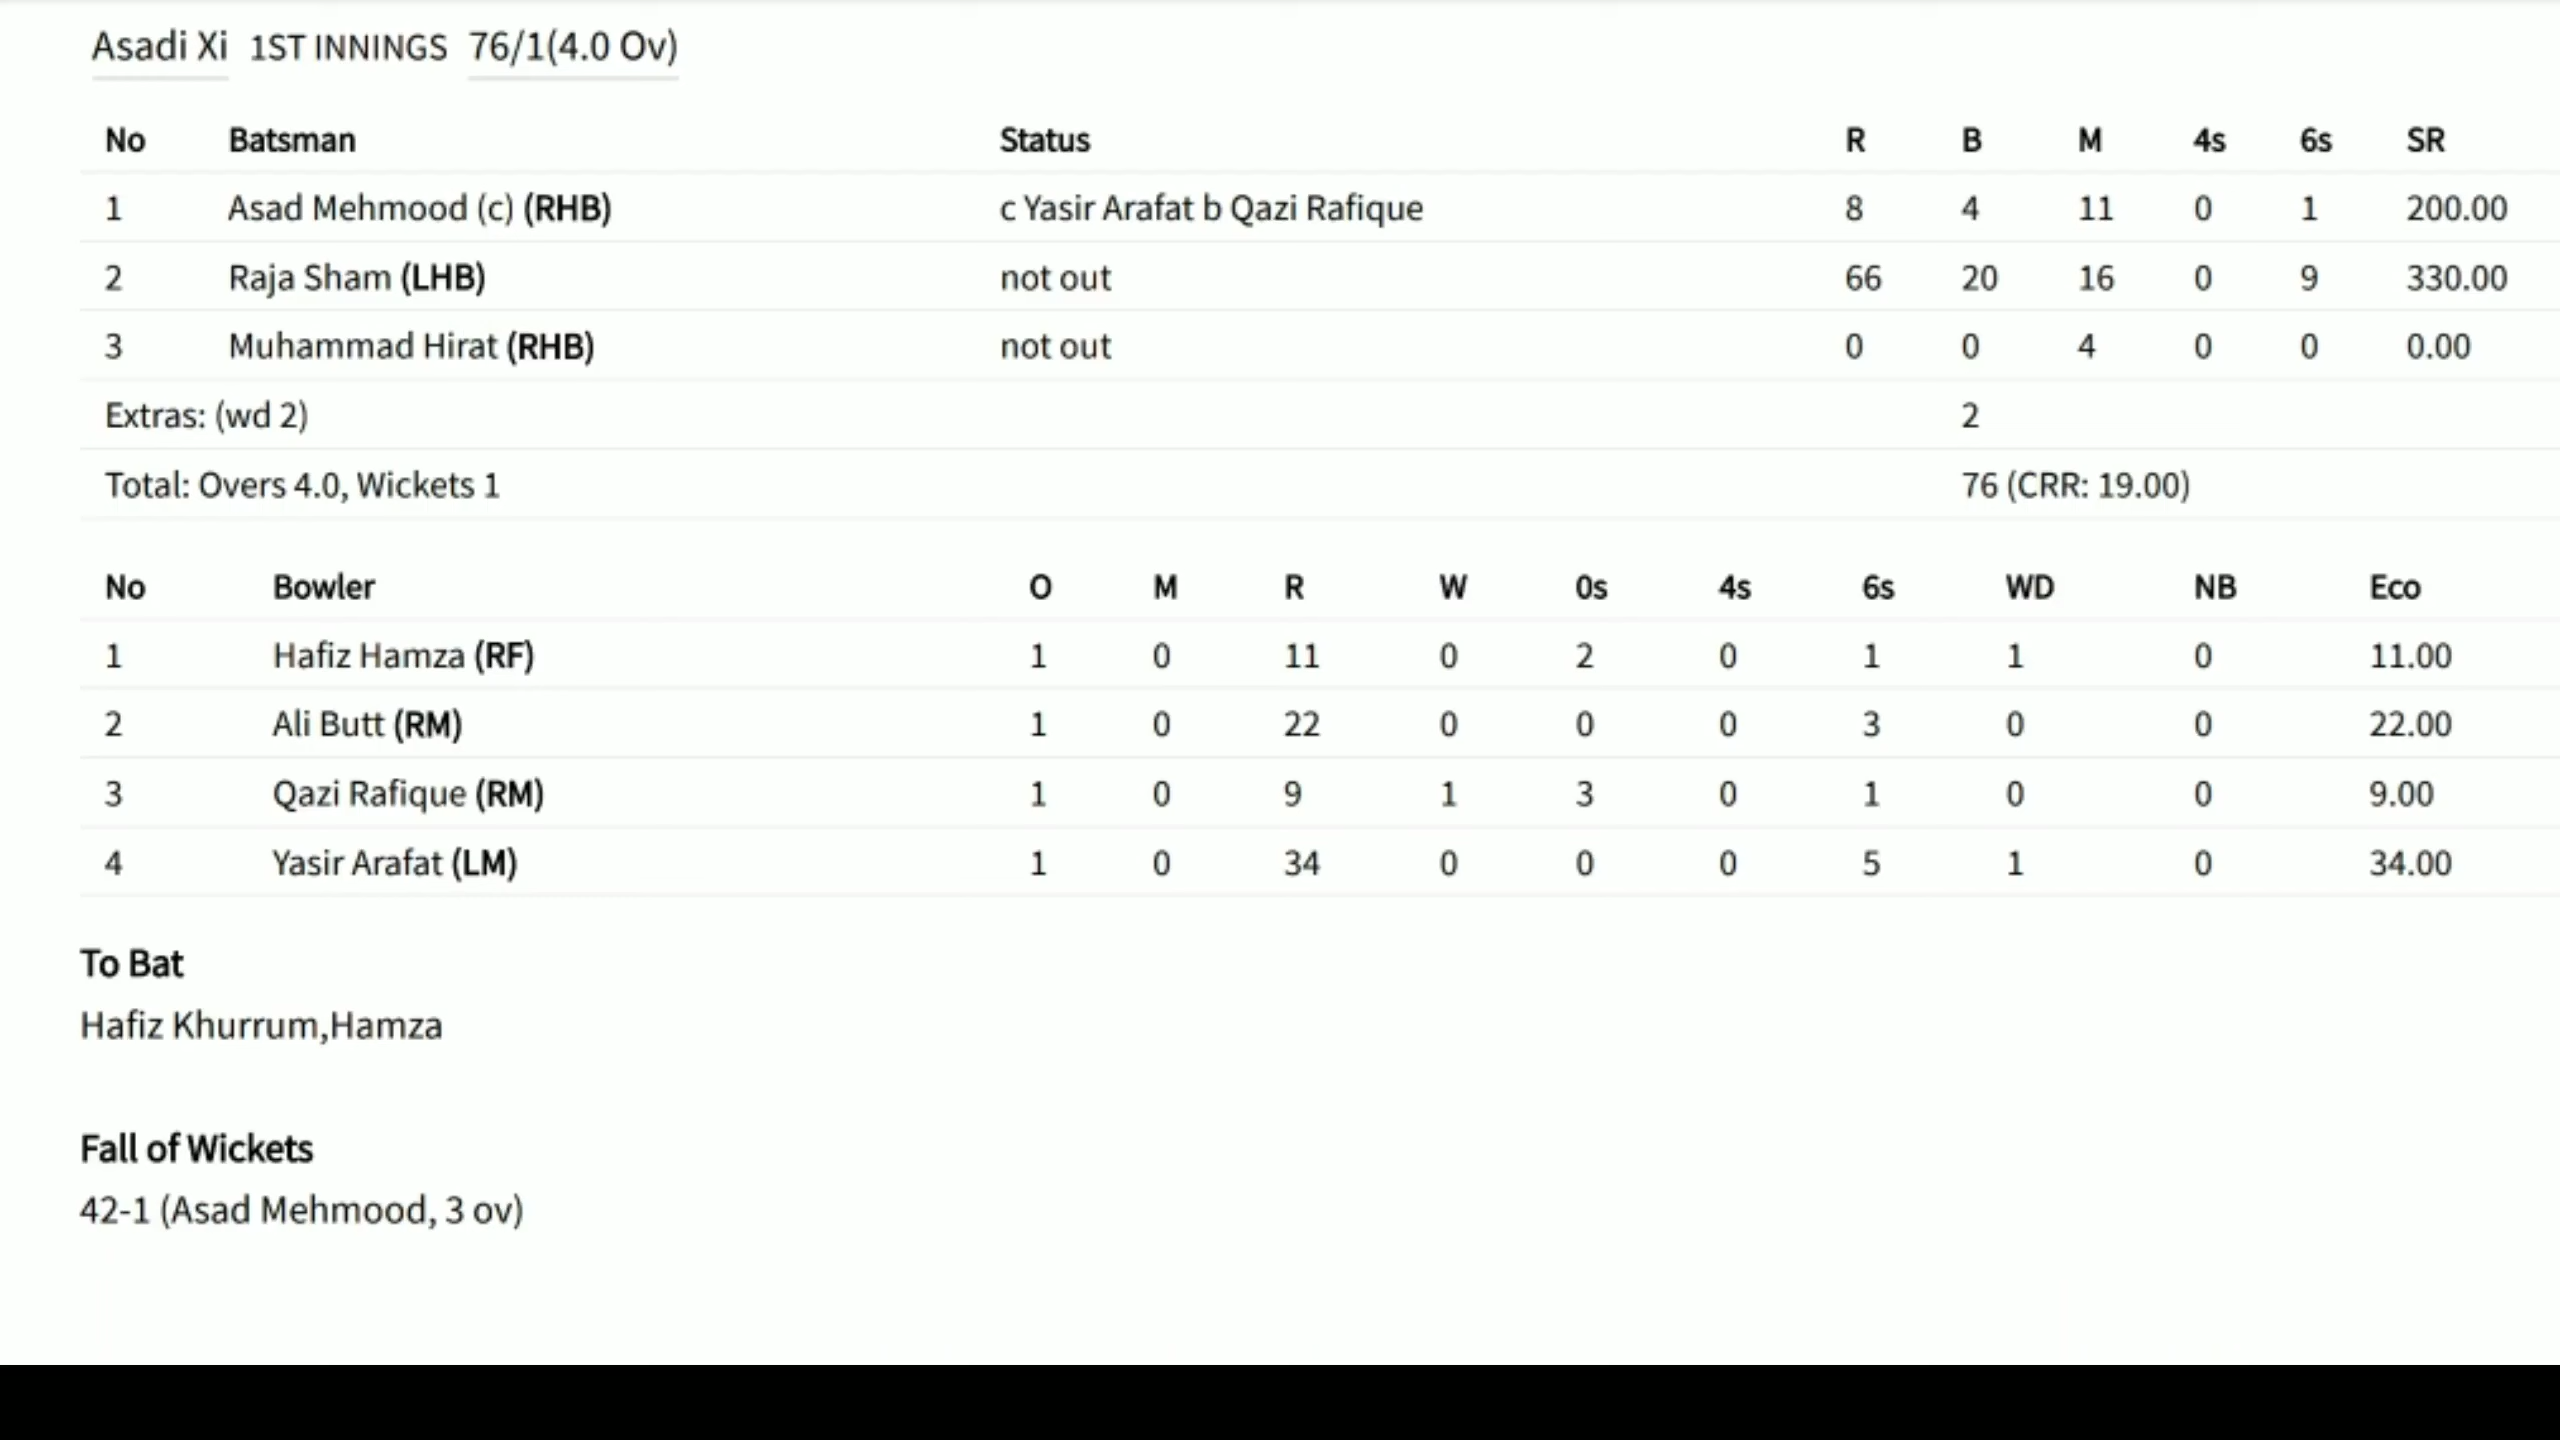 Asadi Xi 1ST INNINGS 76/1(4.0 Ov)
No Batsman Status R B M 4s 6s SR
1 Asad Mehmood (c) (RHB) c Yasir Arafat b Qazi Rafique 8 4 11 0 1 200.00
2 Raja Sham (LHB) not out 66 20 16 0 9 330.00
3 Muhammad Hirat (RHB) not out 0 0 4 0 0 0.00
Extras: (wd 2) 2
Total: Overs 4.0, Wickets 1 76 (CRR: 19.00)
No Bowler O M R W 0s 4s 6s WD NB Eco
1 Hafiz Hamza (RF) 1 0 11 0 2 0 1 1 0 11.00
2 Ali Butt (RM) 1 0 22 0 0 0 3 0 0 22.00
3 Qazi Rafique (RM) 1 0 9 1 3 0 1 0 0 9.00
4 Yasir Arafat (LM) 1 0 34 0 0 0 5 1 0 34.00
To Bat
Hafiz Khurrum,Hamza
Fall of Wickets
42-1 (Asad Mehmood, 3 ov)